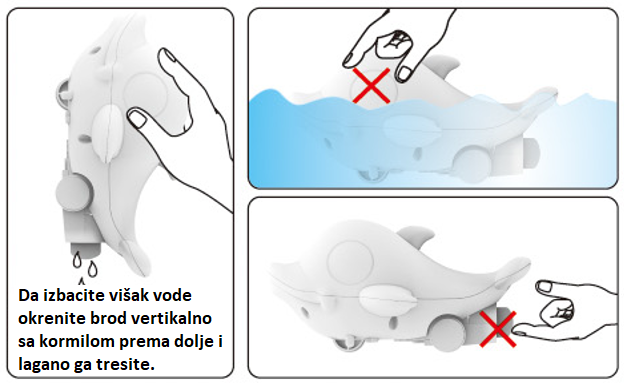 Da izbacite višak vode
okrenite brod vertikalno
sa kormilom prema dolje i
lagano ga tresite.